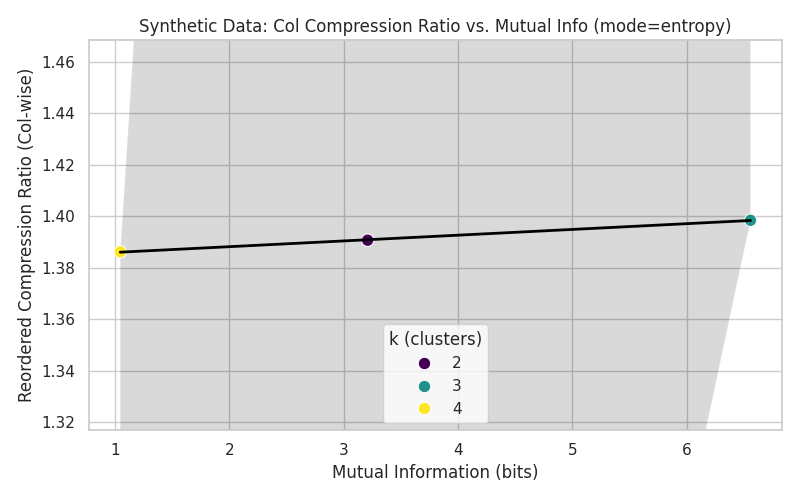 Synthetic Data: Col Compression Ratio vs. Mutual Info (mode=entropy)
Reordered Compression Ratio (Col-wise)
1.46
1.44
1.42
1.40
1.38
1.36
1.34
1.32
k (clusters)
2
3
4
1 2 3 4 5 6
Mutual Information (bits)